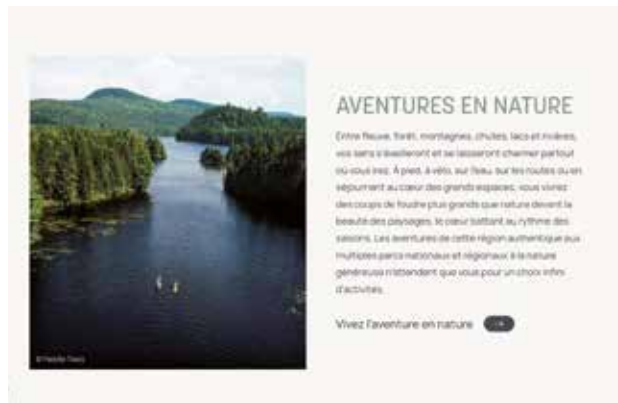 AVENTURES EN NATURE
Entre fleuve, forêt, montagnes, chutes, lacs et rivières,
vos sens s'éveilleront et se laisseront charmer partout
où vous irez. À pied, à vélo, sur l'eau, sur les routes ou en
séjournant au cœur des grands espaces, vous vivrez
des coups de foudre plus grands que nature devant la
beauté des paysages, le cœur battant au rythme des
saisons. Les aventures de cette région authentique aux
multiples parcs nationaux et régionaux à la nature
généreuse n'attendent que vous pour un choix infini
d'activités.
Vivez l'aventure en nature